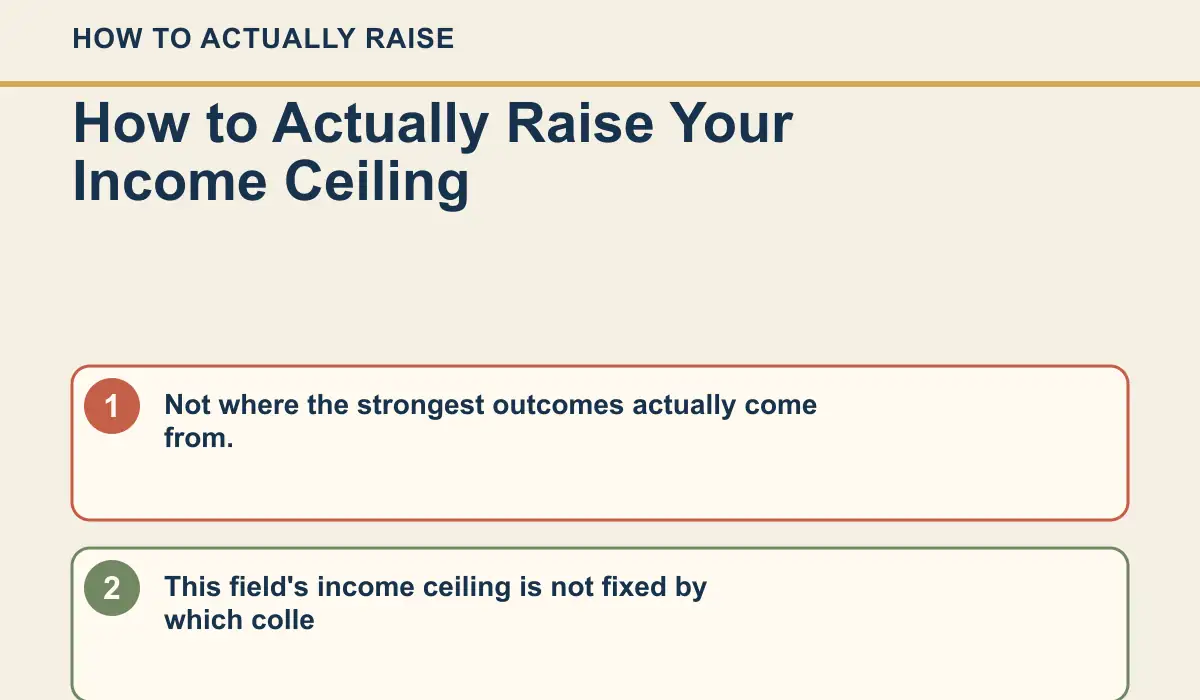 HOW TO ACTUALLY RAISE
How to Actually Raise Your
Income Ceiling
1
Not where the strongest outcomes actually come
from.
2
This field's income ceiling is not fixed by
which colle